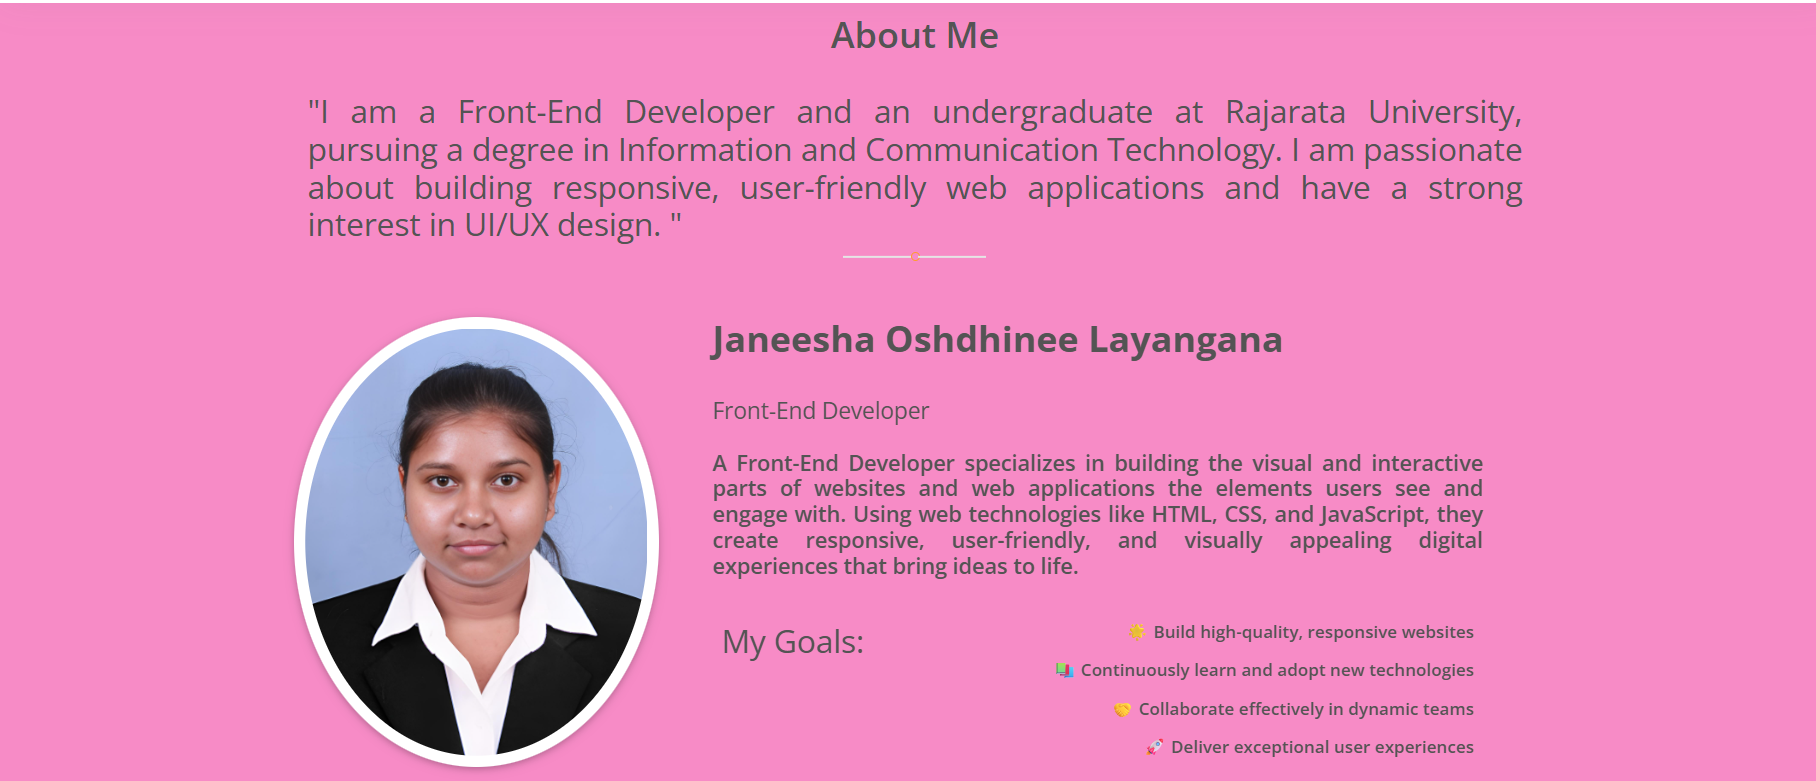 About Me
"I am a Front-End Developer and an undergraduate at Rajarata University,
pursuing a degree in Information and Communication Technology. I am passionate
about building responsive, user-friendly web applications and have a strong
interest in UI/UX design. "
Janeesha Oshdhinee Layangana
Front-End Developer
A Front-End Developer specializes in building the visual and interactive
parts of websites and web applications the elements users see and
engage with. Using web technologies like HTML, CSS, and JavaScript, they
create responsive, user-friendly, and visually appealing digital
experiences that bring ideas to life.
My Goals:
🌟 Build high-quality, responsive websites
📚 Continuously learn and adopt new technologies
🤝 Collaborate effectively in dynamic teams
🚀 Deliver exceptional user experiences